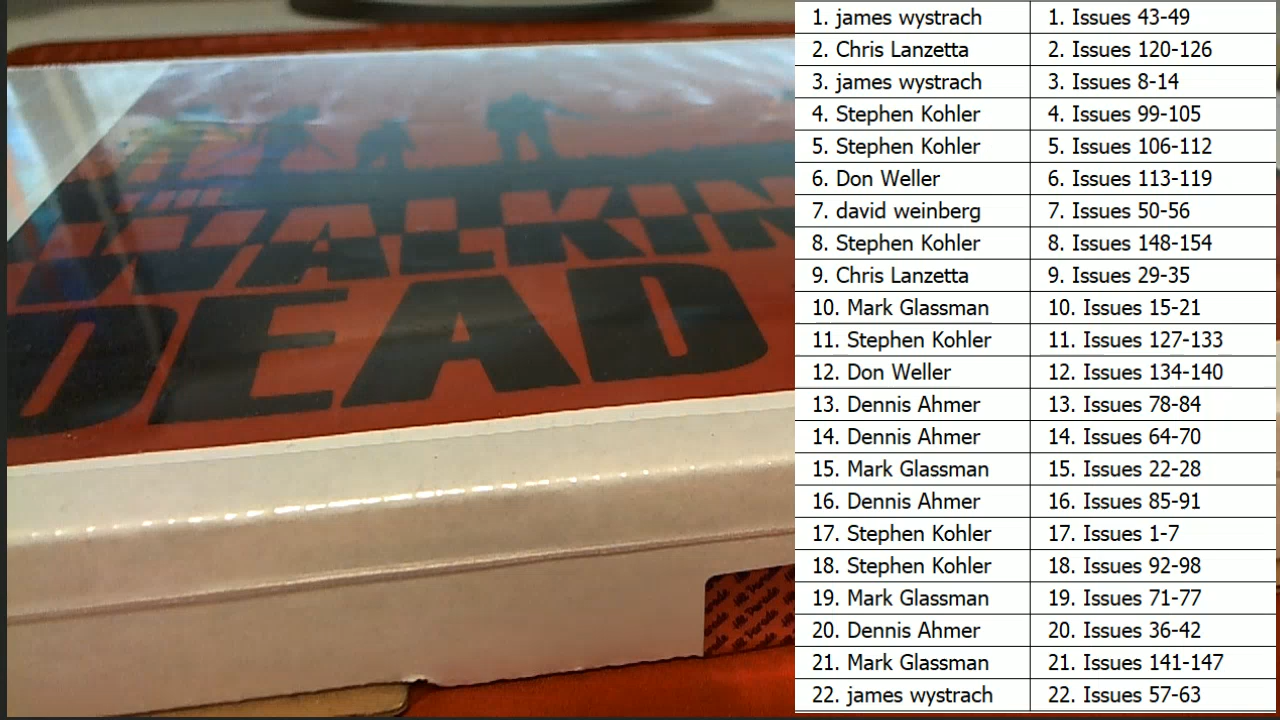 THE
WALKIN
DEAD
Hit Parade
1. james wystrach 1. Issues 43-49
2. Chris Lanzetta 2. Issues 120-126
3. james wystrach 3. Issues 8-14
4. Stephen Kohler 4. Issues 99-105
5. Stephen Kohler 5. Issues 106-112
6. Don Weller 6. Issues 113-119
7. david weinberg 7. Issues 50-56
8. Stephen Kohler 8. Issues 148-154
9. Chris Lanzetta 9. Issues 29-35
10. Mark Glassman 10. Issues 15-21
11. Stephen Kohler 11. Issues 127-133
12. Don Weller 12. Issues 134-140
13. Dennis Ahmer 13. Issues 78-84
14. Dennis Ahmer 14. Issues 64-70
15. Mark Glassman 15. Issues 22-28
16. Dennis Ahmer 16. Issues 85-91
17. Stephen Kohler 17. Issues 1-7
18. Stephen Kohler 18. Issues 92-98
19. Mark Glassman 19. Issues 71-77
20. Dennis Ahmer 20. Issues 36-42
21. Mark Glassman 21. Issues 141-147
22. james wystrach 22. Issues 57-63